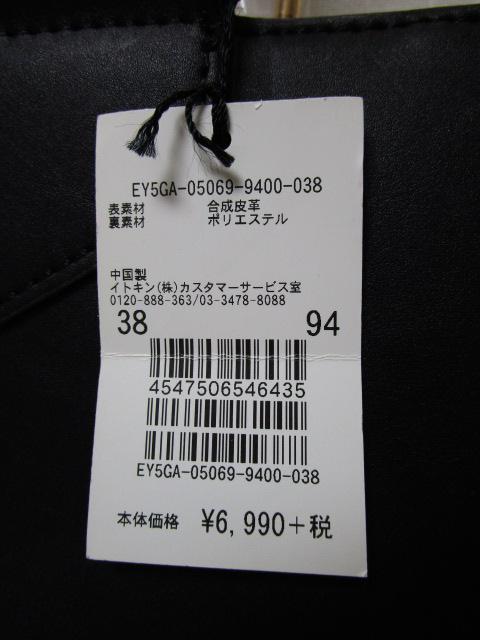 EY5GA-05069-9400-038
表素材 合成皮革
裏素材 ポリエステル
中国製
イトキン(株)カスタマーサービス室
0120-888-363/03-3478-8088
38 94
4547506546435
EY5GA-05069-9400-038
本体価格 ¥6,990+税